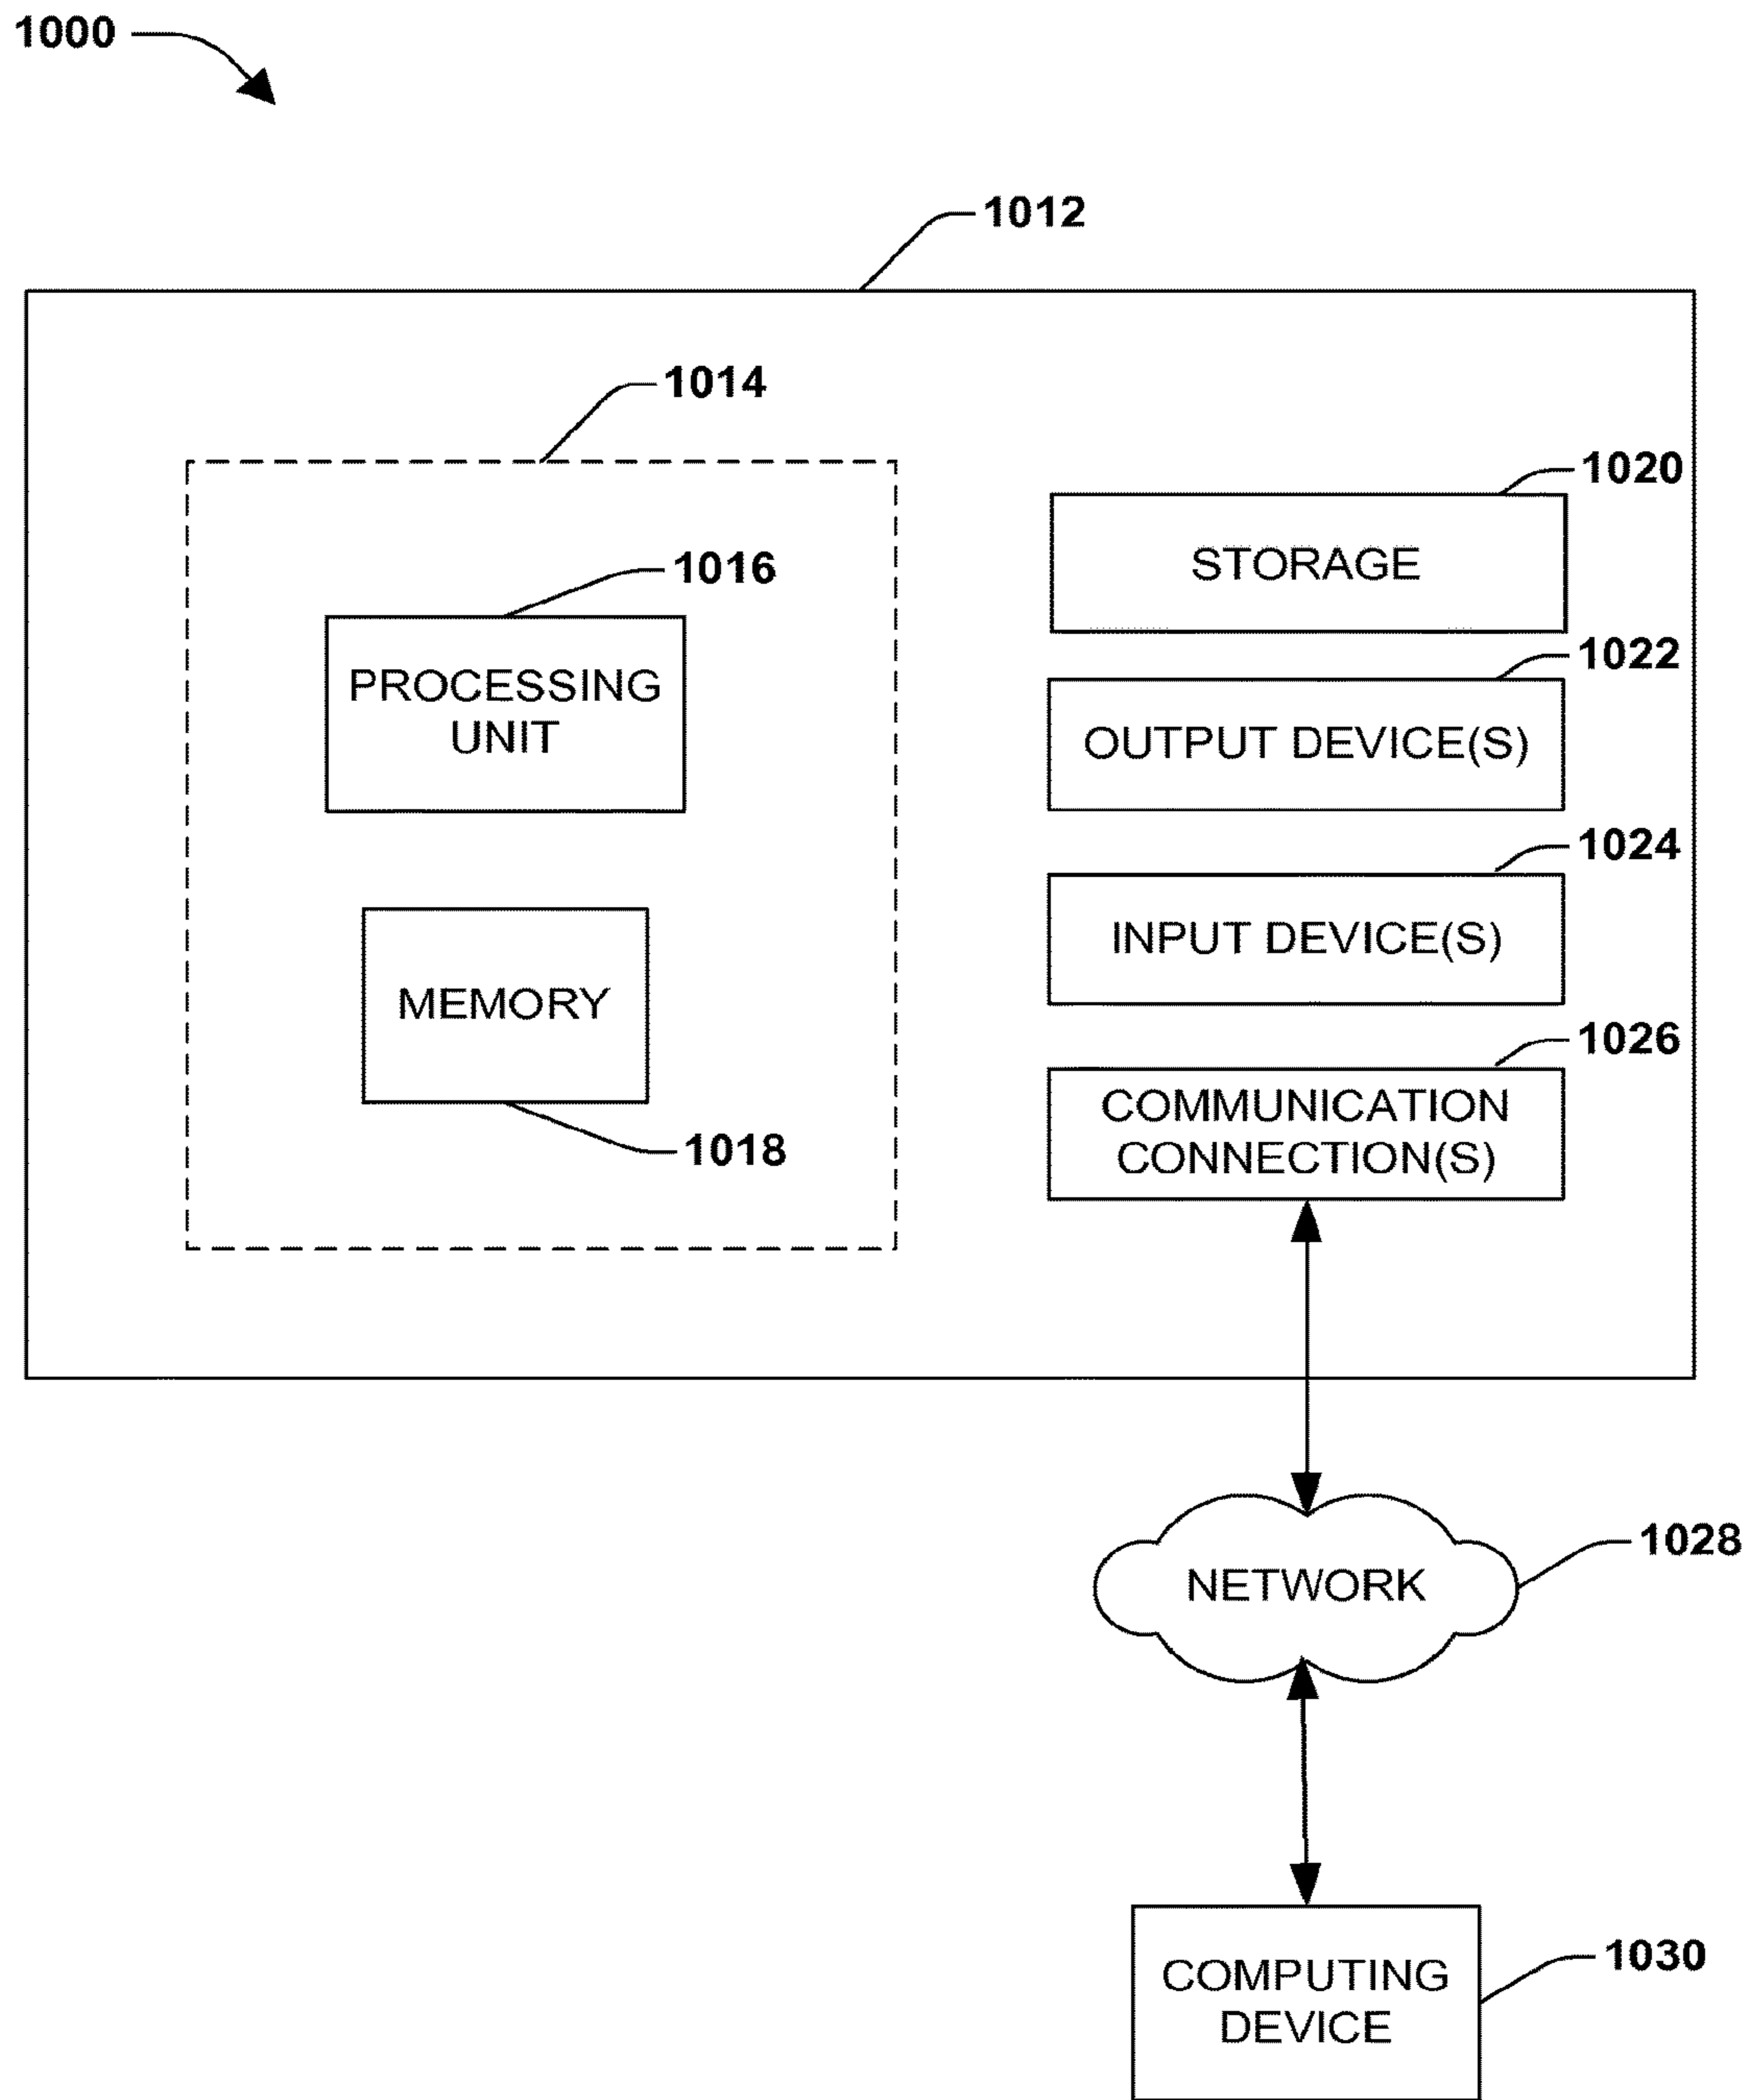 1000
1012
1014
1016
PROCESSING
UNIT
MEMORY
1018
1020
STORAGE
1022
OUTPUT DEVICE(S)
1024
INPUT DEVICE(S)
1026
COMMUNICATION
CONNECTION(S)
1028
NETWORK
1030
COMPUTING
DEVICE